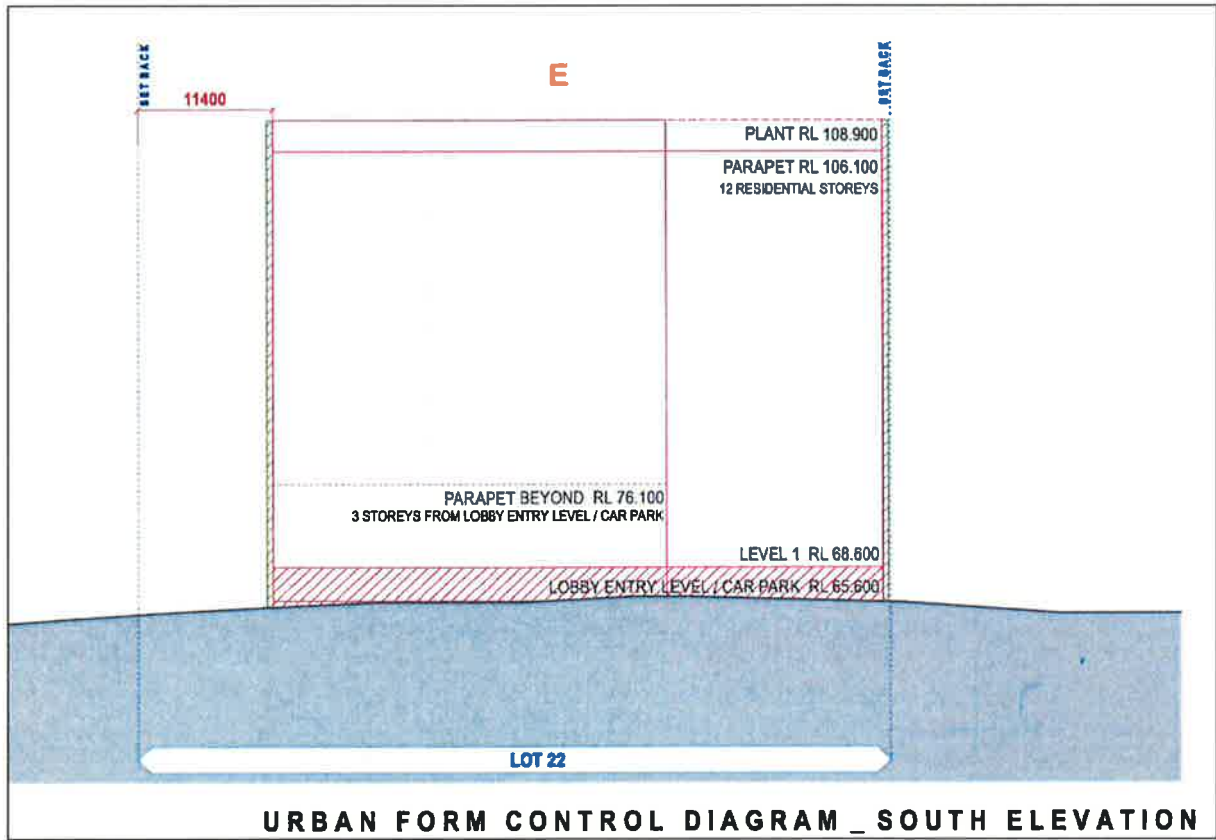 SETBACK
SETBACK
E
11400
PLANT RL 108.900
PARAPET RL 106.100
12 RESIDENTIAL STOREYS
PARAPET BEYOND RL 76.100
3 STOREYS FROM LOBBY ENTRY LEVEL / CAR PARK
LEVEL 1 RL 68.600
LOBBY ENTRY LEVEL / CAR PARK RL 65.600
LOT 22
URBAN FORM CONTROL DIAGRAM _ SOUTH ELEVATION